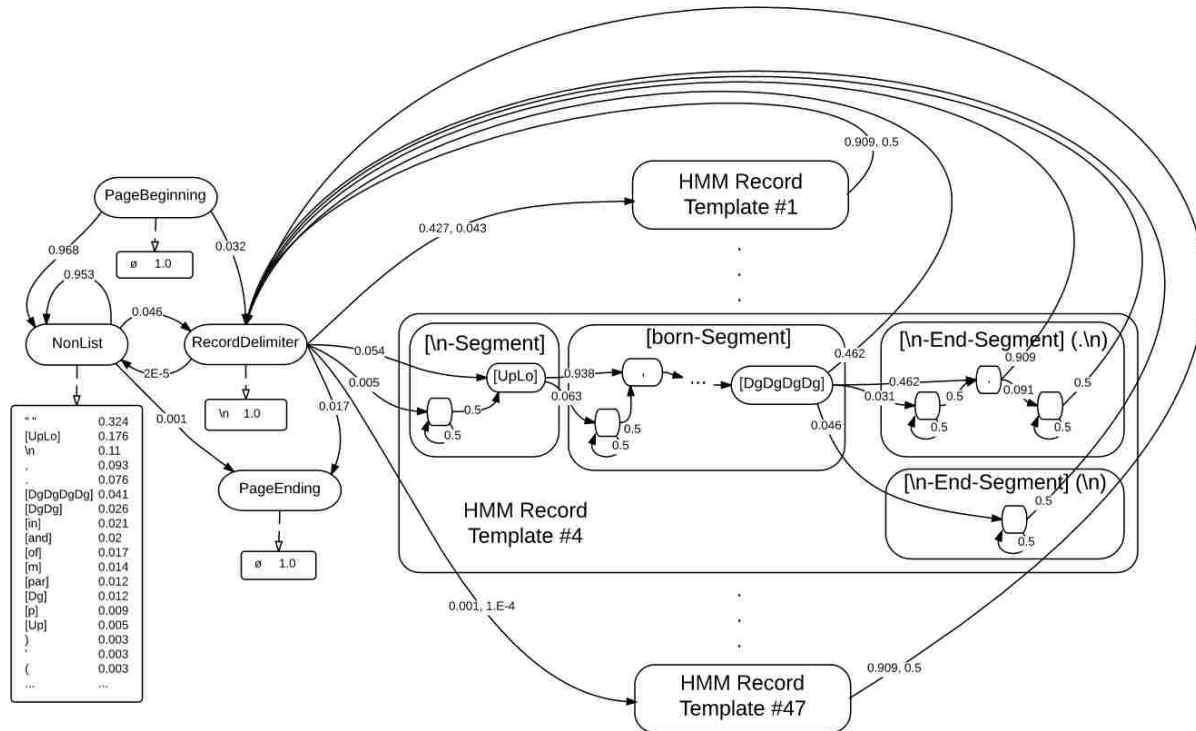 0.909, 0.5
HMM Record
Template #1
PageBeginning
0.427, 0.043
0.968
0.032
ø 1.0
0.953
.
.
.
0.046
NonList
RecordDelimiter
2E-5
[\n-Segment]
[born-Segment]
[\n-End-Segment] (.\n)
0.054
0.005
[UpLo]
0.938
0.063
,
...
[DgDgDgDg]
0.462
0.462
0.031
0.909
.
0.091
0.5
0.5
0.5
0.5
0.5
0.5
0.5
0.5
0.046
\n 1.0
0.017
0.001
" " 0.324
[UpLo] 0.176
\n 0.11
, 0.093
. 0.076
[DgDgDgDg] 0.041
[DgDg] 0.026
[in] 0.021
[and] 0.02
[of] 0.017
[m] 0.014
[par] 0.012
[Dg] 0.012
[p] 0.009
[Up] 0.005
) 0.003
' 0.003
( 0.003
... ...
PageEnding
ø 1.0
HMM Record
Template #4
[\n-End-Segment] (\n)
0.5
0.5
0.001, 1.E-4
.
.
.
HMM Record
Template #47
0.909, 0.5